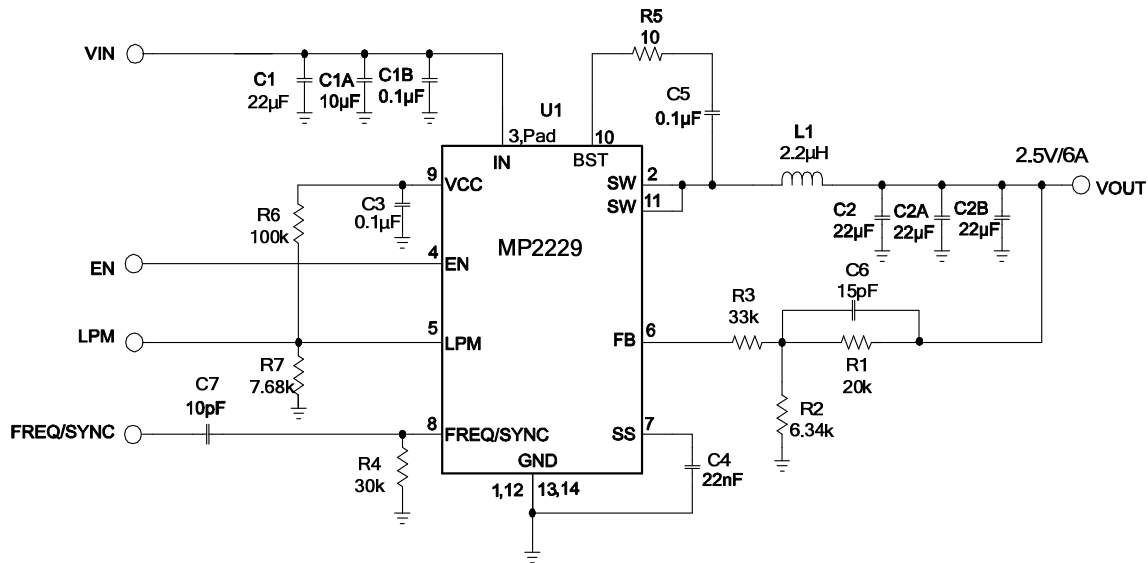 VIN
C1
22µF
C1A
10µF
C1B
0.1µF
R5
10
C5
0.1µF
U1
3,Pad
10
IN
BST
L1
2.2µH
2.5V/6A
VOUT
9
VCC
2
SW
SW
11
C3
0.1µF
R6
100k
C2
22µF
C2A
22µF
C2B
22µF
MP2229
EN
4
EN
C6
15pF
R3
33k
LPM
5
LPM
FB
6
R1
20k
R7
7.68k
C7
10pF
R2
6.34k
FREQ/SYNC
8
FREQ/SYNC
SS
7
GND
R4
30k
C4
22nF
1,12
13,14